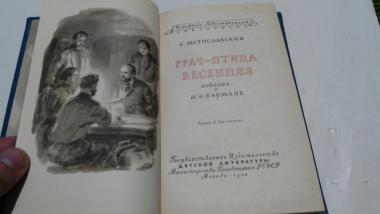 С. МСТИСЛАВСКИЙ
ГРАЧ-ПТИЦА
ВЕСЕННЯЯ
повесть
о
Н.Э. БАУМАНЕ
Государственное Издательство
ДЕТСКОЙ ЛИТЕРАТУРЫ
Министерства Просвещения РСФСР
Москва